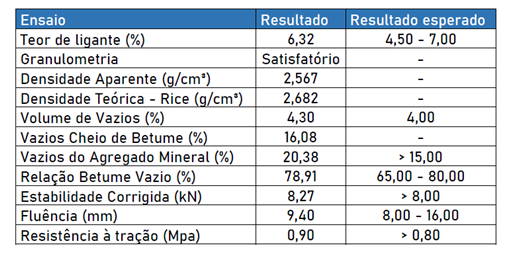 Ensaio Resultado Resultado esperado
Teor de ligante (%) 6,32 4,50 - 7,00
Granulometria Satisfatório -
Densidade Aparente (g/cm³) 2,567 -
Densidade Teórica - Rice (g/cm³) 2,682 -
Volume de Vazios (%) 4,30 4,00
Vazios Cheio de Betume (%) 16,08 -
Vazios do Agregado Mineral (%) 20,38 > 15,00
Relação Betume Vazio (%) 78,91 65,00 - 80,00
Estabilidade Corrigida (kN) 8,27 > 8,00
Fluência (mm) 9,40 8,00 - 16,00
Resistência à tração (Mpa) 0,90 > 0,80